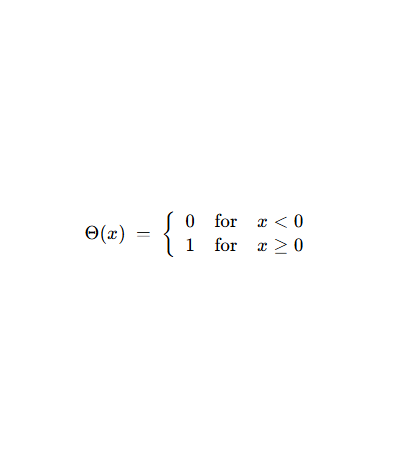 Θ(x) = { 0 for x < 0
1 for x ≥ 0